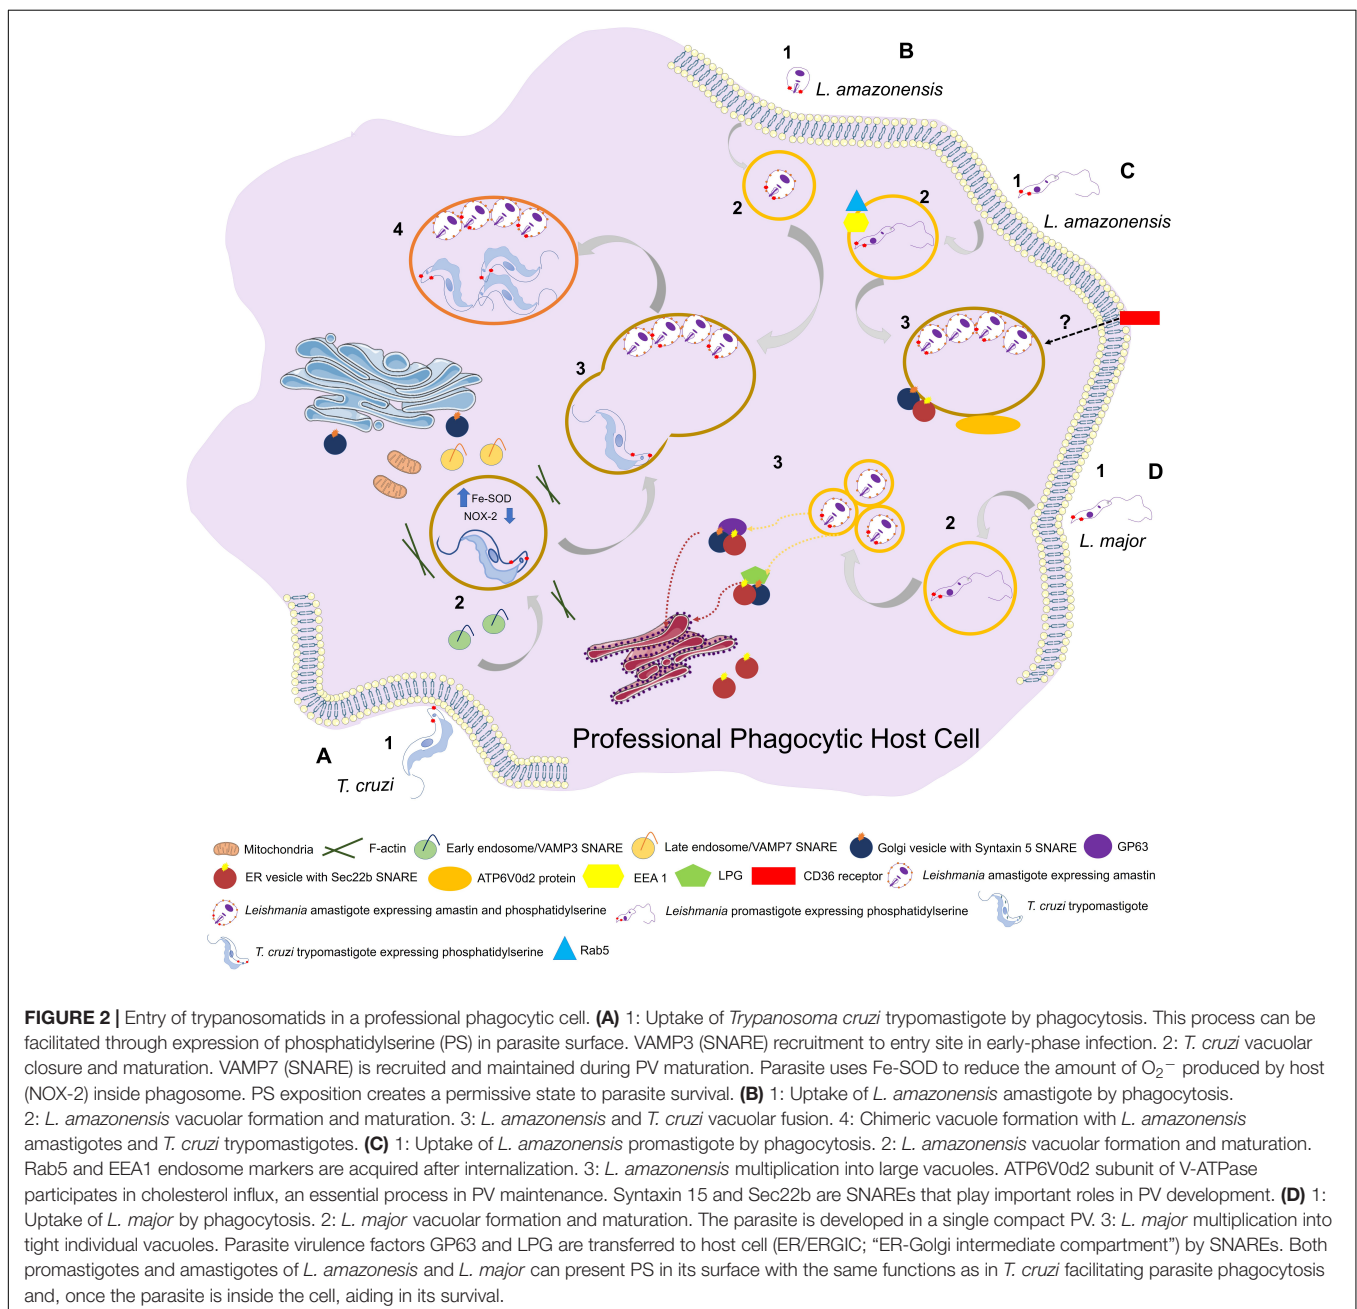 1
B
L. amazonensis
2
1
C
L. amazonensis
2
4
3
?
3
3
1
D
L. major
2
Fe-SOD
NOX-2
2
A
1
T. cruzi
Professional Phagocytic Host Cell
Mitochondria F-actin Early endosome/VAMP3 SNARE Late endosome/VAMP7 SNARE Golgi vesicle with Syntaxin 5 SNARE GP63
ER vesicle with Sec22b SNARE ATP6V0d2 protein EEA 1 LPG CD36 receptor Leishmania amastigote expressing amastin
Leishmania amastigote expressing amastin and phosphatidylserine Leishmania promastigote expressing phosphatidylserine T. cruzi trypomastigote
T. cruzi trypomastigote expressing phosphatidylserine Rab5
FIGURE 2 | Entry of trypanosomatids in a professional phagocytic cell. (A) 1: Uptake of Trypanosoma cruzi trypomastigote by phagocytosis. This process can be
facilitated through expression of phosphatidylserine (PS) in parasite surface. VAMP3 (SNARE) recruitment to entry site in early-phase infection. 2: T. cruzi vacuolar
closure and maturation. VAMP7 (SNARE) is recruited and maintained during PV maturation. Parasite uses Fe-SOD to reduce the amount of O₂⁻ produced by host
(NOX-2) inside phagosome. PS exposition creates a permissive state to parasite survival. (B) 1: Uptake of L. amazonensis amastigote by phagocytosis.
2: L. amazonensis vacuolar formation and maturation. 3: L. amazonensis and T. cruzi vacuolar fusion. 4: Chimeric vacuole formation with L. amazonensis
amastigotes and T. cruzi trypomastigotes. (C) 1: Uptake of L. amazonensis promastigote by phagocytosis. 2: L. amazonensis vacuolar formation and maturation.
Rab5 and EEA1 endosome markers are acquired after internalization. 3: L. amazonensis multiplication into large vacuoles. ATP6V0d2 subunit of V-ATPase
participates in cholesterol influx, an essential process in PV maintenance. Syntaxin 15 and Sec22b are SNAREs that play important roles in PV development. (D) 1:
Uptake of L. major by phagocytosis. 2: L. major vacuolar formation and maturation. The parasite is developed in a single compact PV. 3: L. major multiplication into
tight individual vacuoles. Parasite virulence factors GP63 and LPG are transferred to host cell (ER/ERGIC; “ER-Golgi intermediate compartment”) by SNAREs. Both
promastigotes and amastigotes of L. amazonesis and L. major can present PS in its surface with the same functions as in T. cruzi facilitating parasite phagocytosis
and, once the parasite is inside the cell, aiding in its survival.